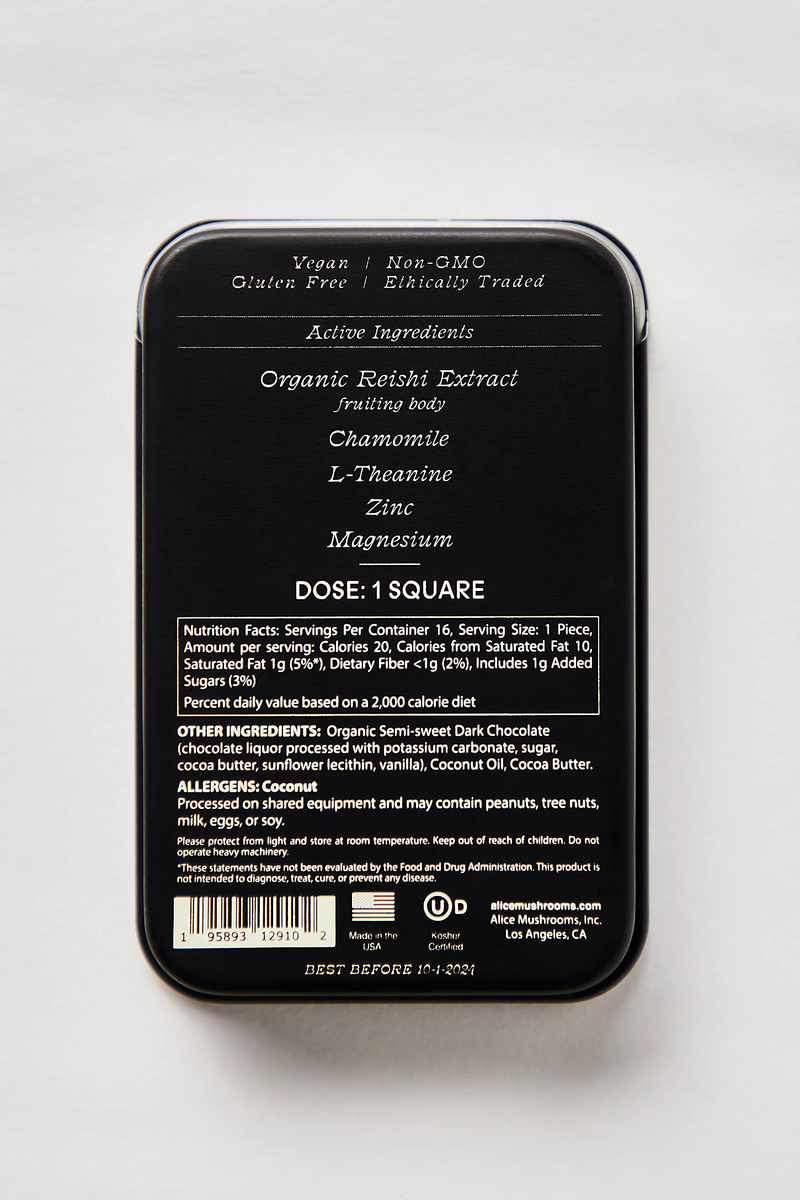 Vegan | Non-GMO
Gluten Free | Ethically Traded
Active Ingredients
Organic Reishi Extract
fruiting body
Chamomile
L-Theanine
Zinc
Magnesium
DOSE: 1 SQUARE
Nutrition Facts: Servings Per Container 16, Serving Size: 1 Piece,
Amount per serving: Calories 20, Calories from Saturated Fat 10,
Saturated Fat 1g (5%*), Dietary Fiber <1g (2%), Includes 1g Added
Sugars (3%)
Percent daily value based on a 2,000 calorie diet
OTHER INGREDIENTS: Organic Semi-sweet Dark Chocolate
(chocolate liquor processed with potassium carbonate, sugar,
cocoa butter, sunflower lecithin, vanilla), Coconut Oil, Cocoa Butter.
ALLERGENS: Coconut
Processed on shared equipment and may contain peanuts, tree nuts,
milk, eggs, or soy.
Please protect from light and store at room temperature. Keep out of reach of children. Do not
operate heavy machinery.
*These statements have not been evaluated by the Food and Drug Administration. This product is
not intended to diagnose, treat, cure, or prevent any disease.
1 95893 12910 2
Made in the
USA
U D
Kosher
Certified
alicemushrooms.com
Alice Mushrooms, Inc.
Los Angeles, CA
BEST BEFORE 10-1-2024